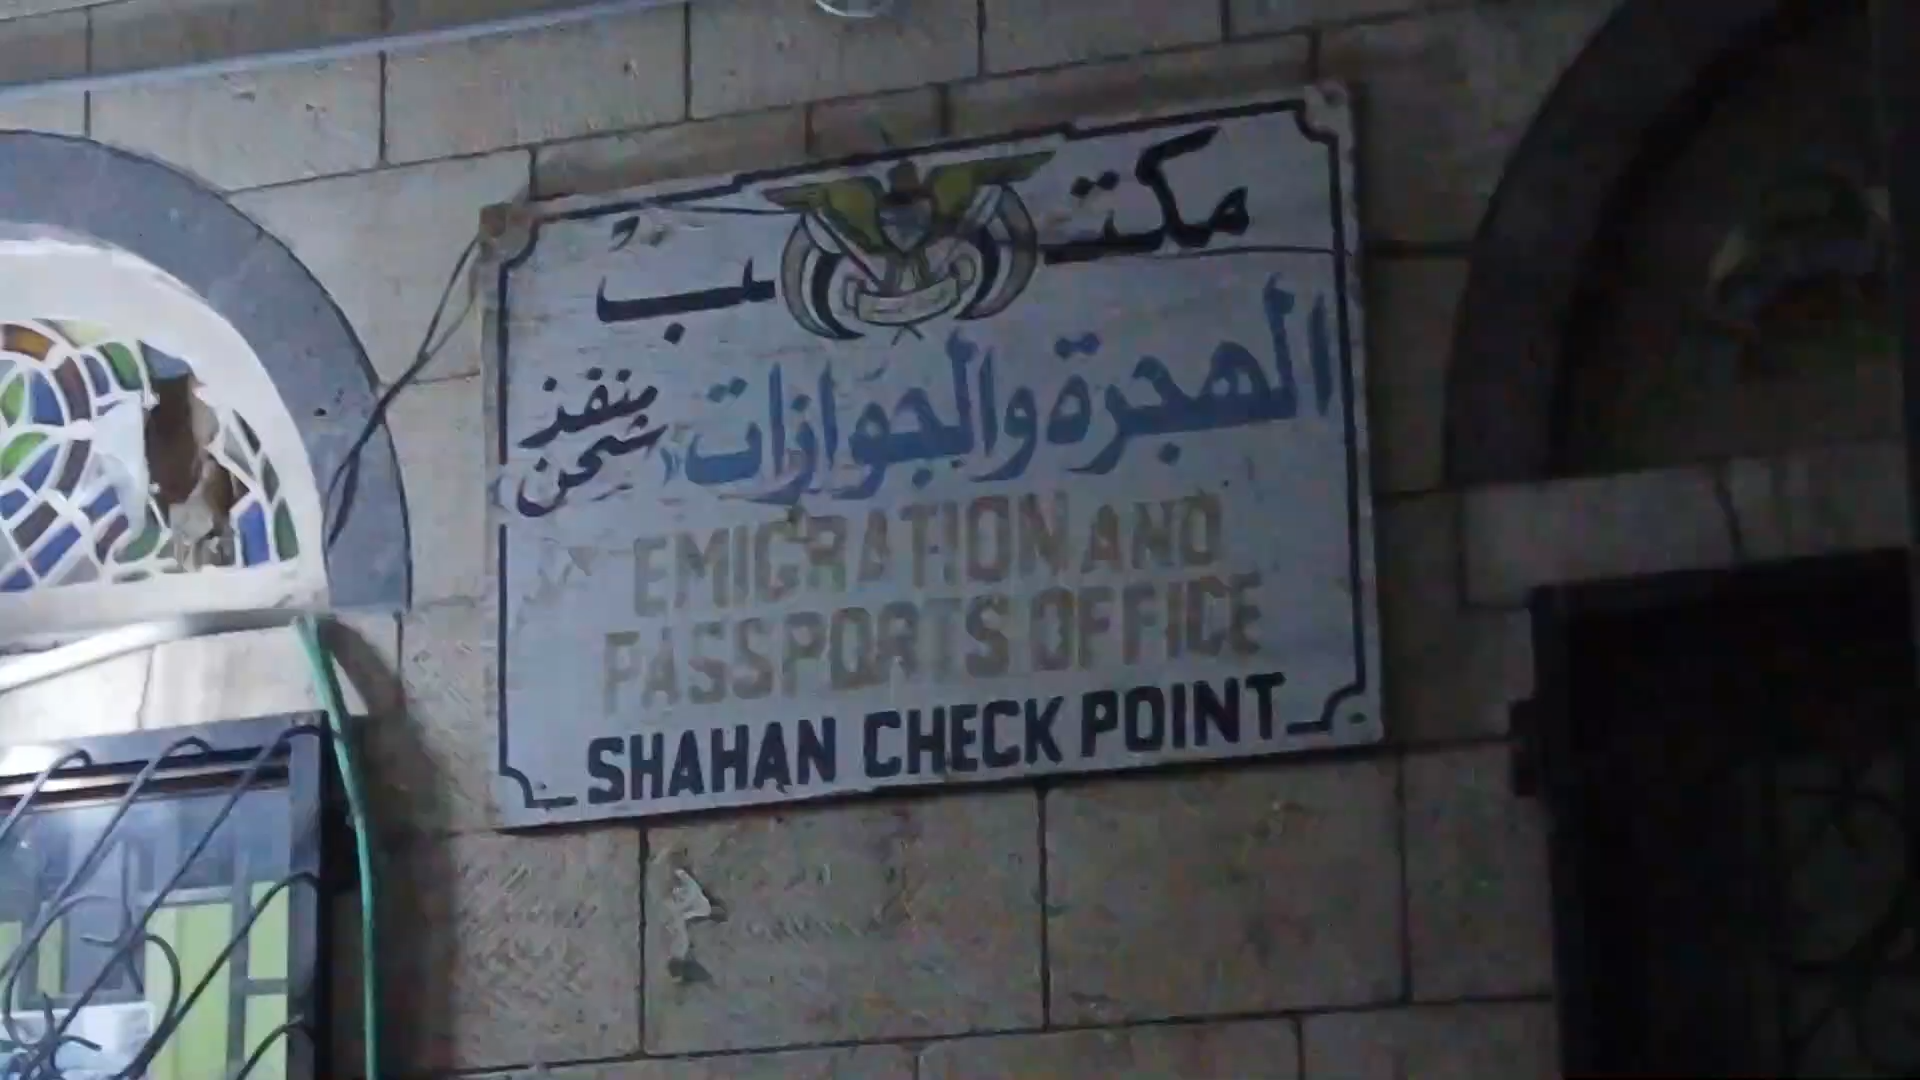 مكتب
الهجرة والجوازات
منفذ
شحن
EMIGRATION AND
PASSPORTS OFFICE
SHAHAN CHECK POINT